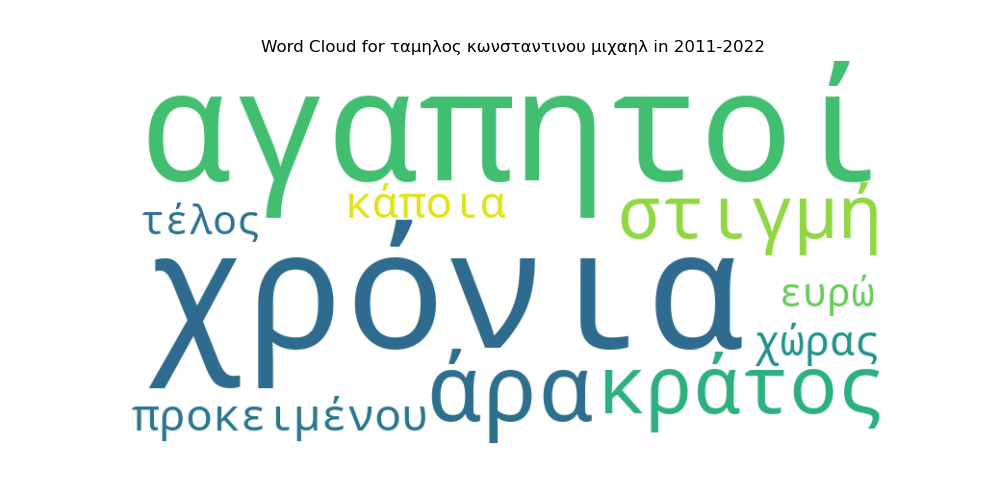 Word Cloud for ταμηλος κωνσταντινου μιχαηλ in 2011-2022
αγαπητοί
κάποια
τέλος
στιγμή
χρόνια
ευρώ
χώρας
άρα
κράτος
προκειμένου